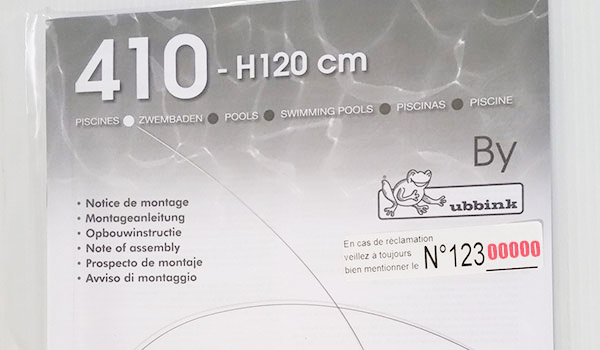 410 - H120 cm
PISCINES ZWEMBADEN POOLS SWIMMING POOLS PISCINAS PISCINE
By
ubbink
• Notice de montage
• Montageanleitung
• Opbouwinstructie
• Note of assembly
• Prospecto de montaje
• Avviso di montaggio
En cas de réclamation
veillez à toujours
bien mentionner le N°12300000